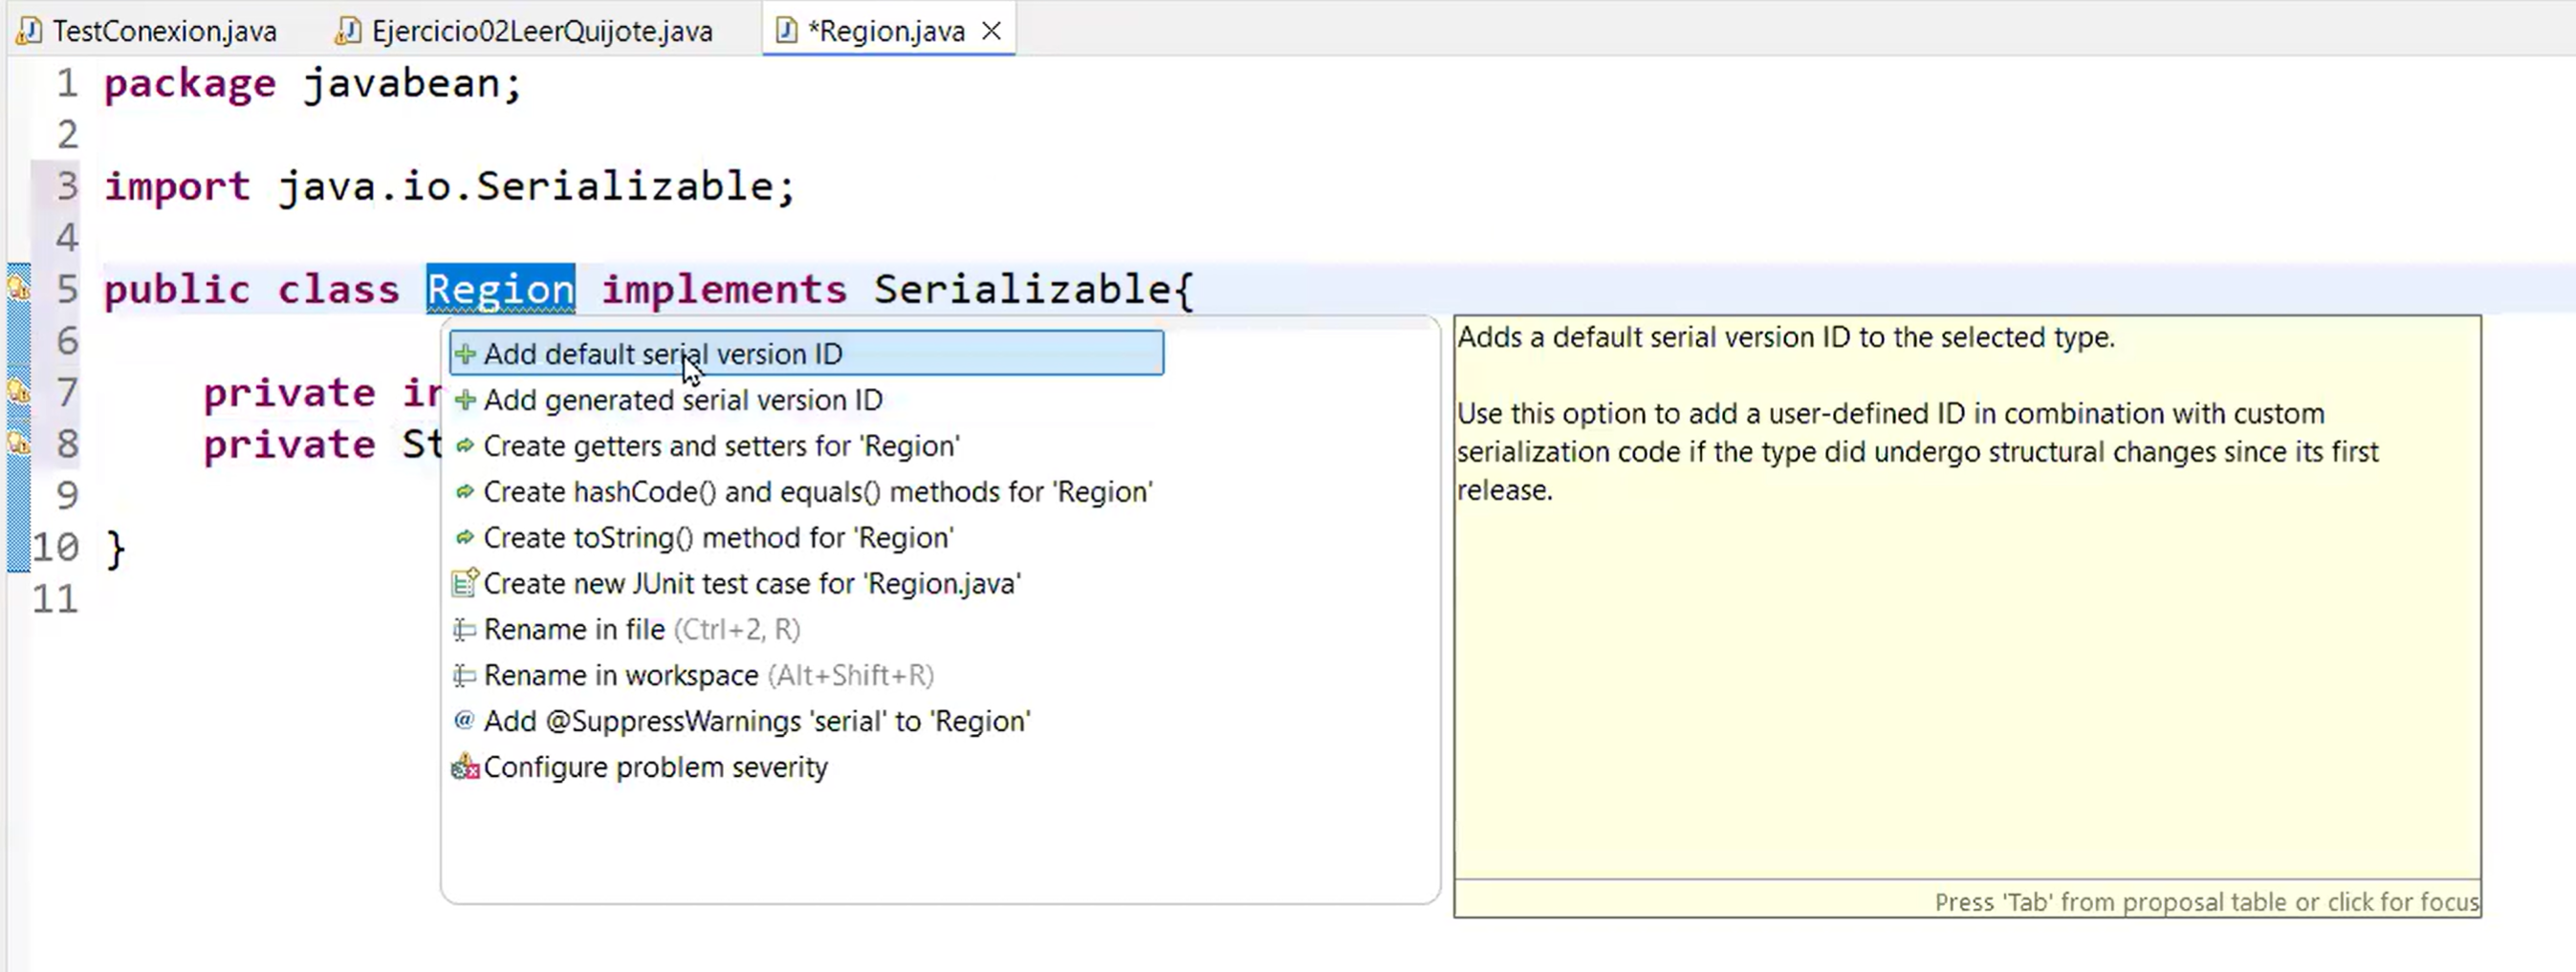 TestConexion.java Ejercicio02LeerQuijote.java *Region.java
1 package javabean;
2
3 import java.io.Serializable;
4
5 public class Region implements Serializable{
6
7 private
8 private
9
10 }
11
Add default serial version ID
Add generated serial version ID
Create getters and setters for 'Region'
Create hashCode() and equals() methods for 'Region'
Create toString() method for 'Region'
Create new JUnit test case for 'Region.java'
Rename in file (Ctrl+2, R)
Rename in workspace (Alt+Shift+R)
Add @SuppressWarnings 'serial' to 'Region'
Configure problem severity
Adds a default serial version ID to the selected type.
Use this option to add a user-defined ID in combination with custom
serialization code if the type did undergo structural changes since its first
release.
Press 'Tab' from proposal table or click for focus